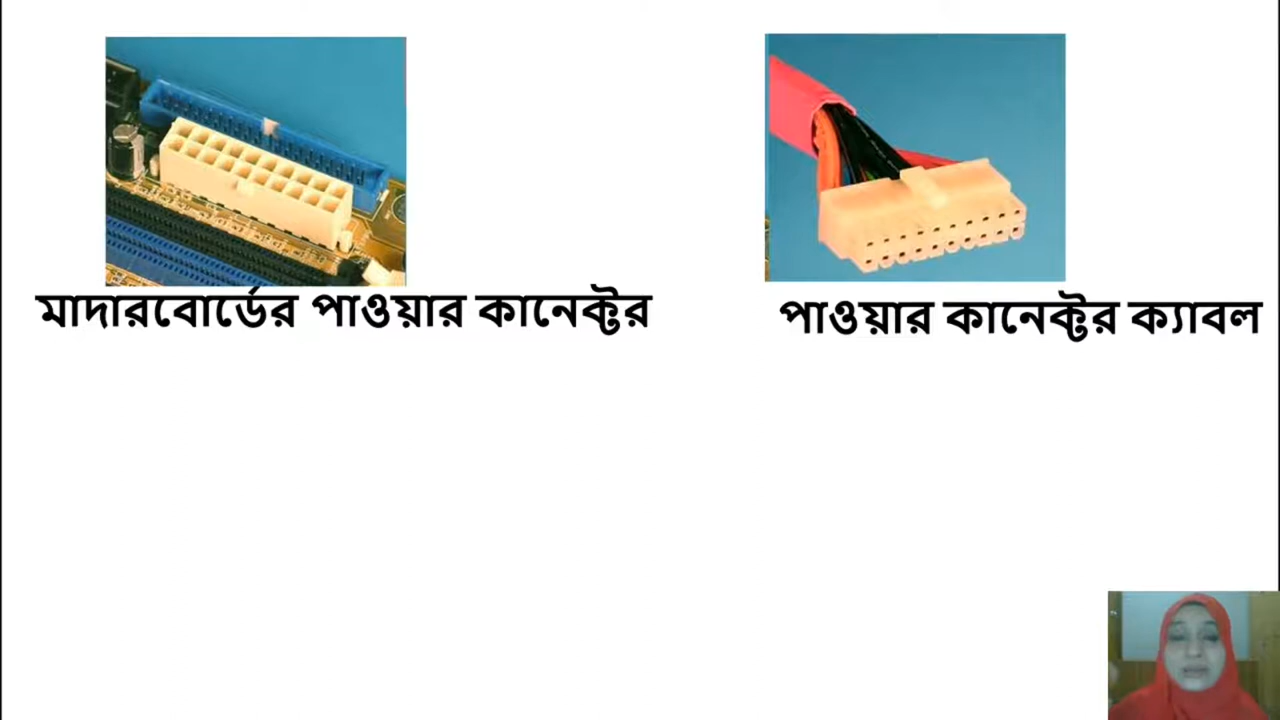 মাদারবোর্ডের পাওয়ার কানেক্টর
পাওয়ার কানেক্টর ক্যাবল